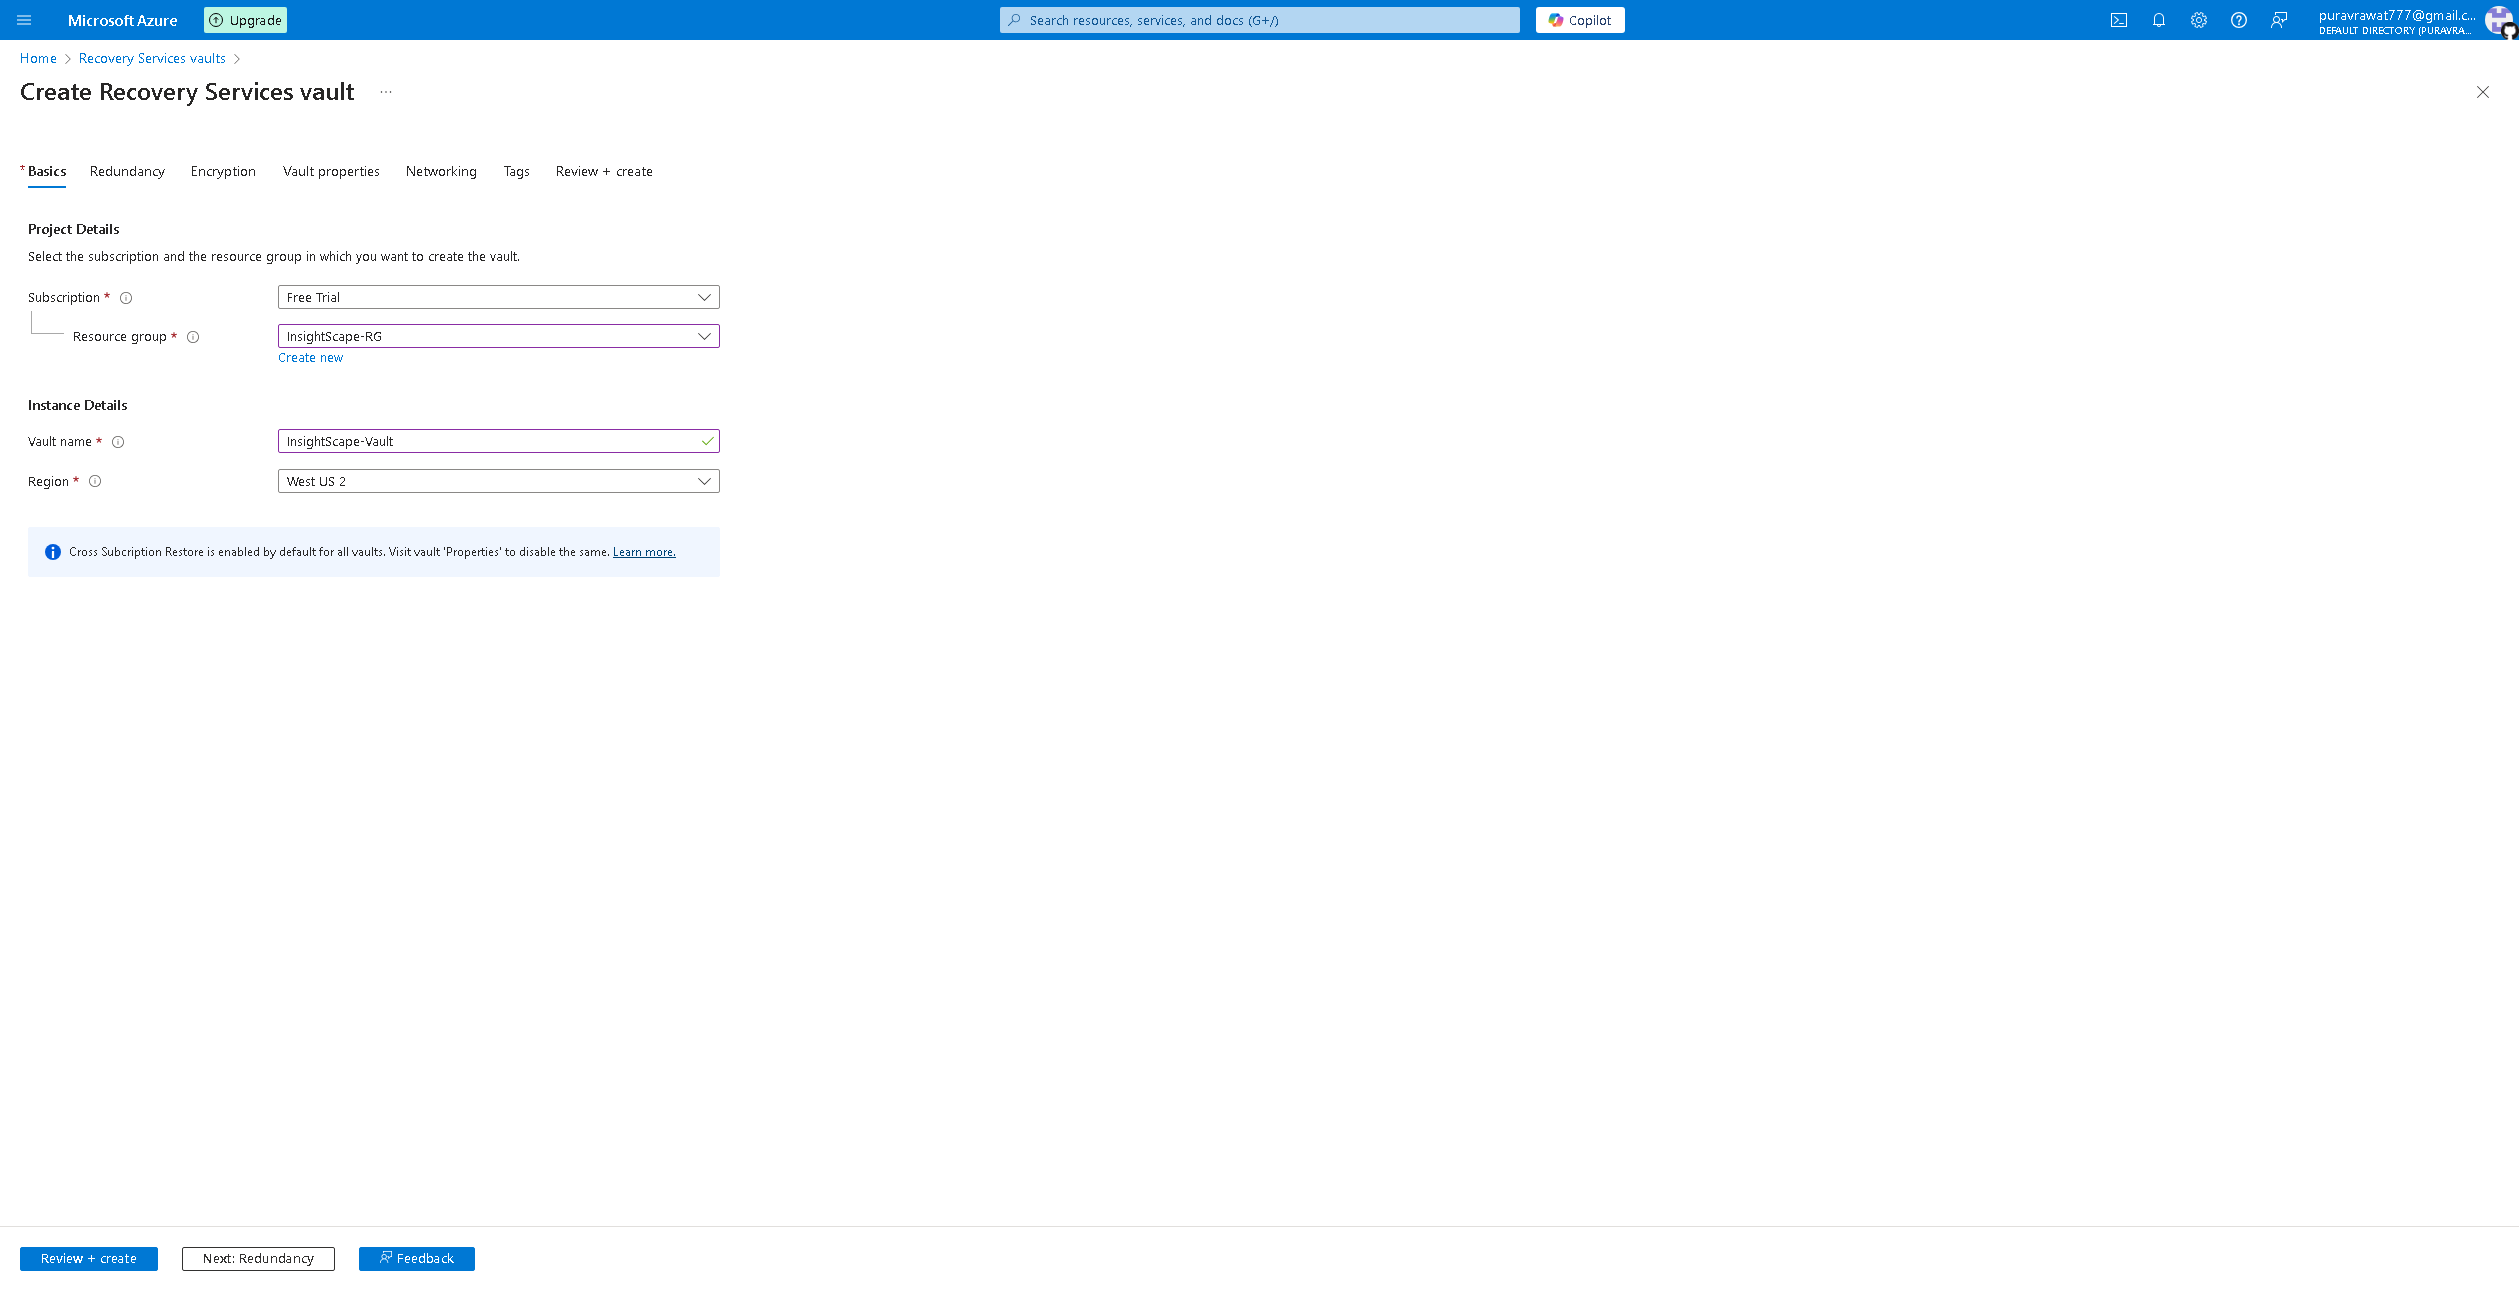 Microsoft Azure
Upgrade
Search resources, services, and docs (G+/)
Copilot
puravrawat777@gmail.c...
DEFAULT DIRECTORY (PURAVRA...
Home > Recovery Services vaults >
Create Recovery Services vault ...
* Basics Redundancy Encryption Vault properties Networking Tags Review + create
Project Details
Select the subscription and the resource group in which you want to create the vault.
Subscription * Free Trial
Resource group * InsightScape-RG
Create new
Instance Details
Vault name * InsightScape-Vault
Region * West US 2
Cross Subcription Restore is enabled by default for all vaults. Visit vault 'Properties' to disable the same. Learn more.
Review + create Next: Redundancy Feedback